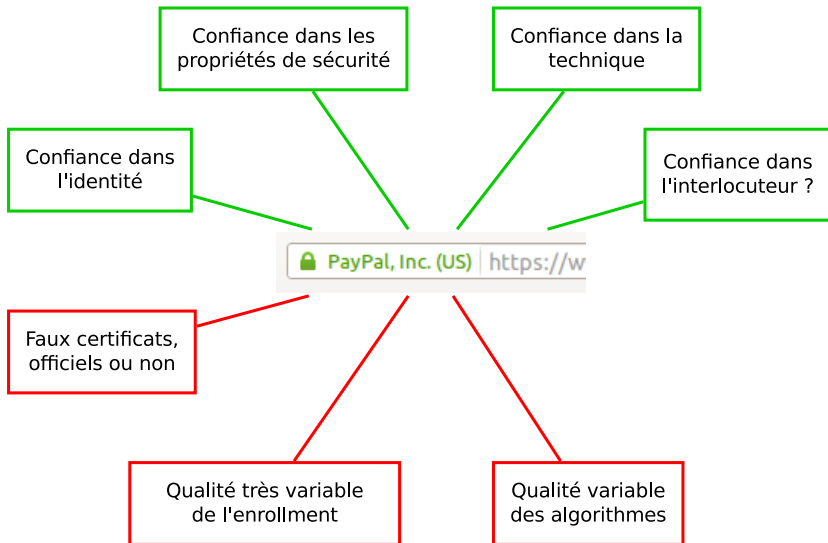 Confiance dans les
propriétés de sécurité
Confiance dans la
technique
Confiance dans
l'identité
Confiance dans
l'interlocuteur ?
PayPal, Inc. (US) https://w
Faux certificats,
officiels ou non
Qualité très variable
de l'enrollment
Qualité variable
des algorithmes